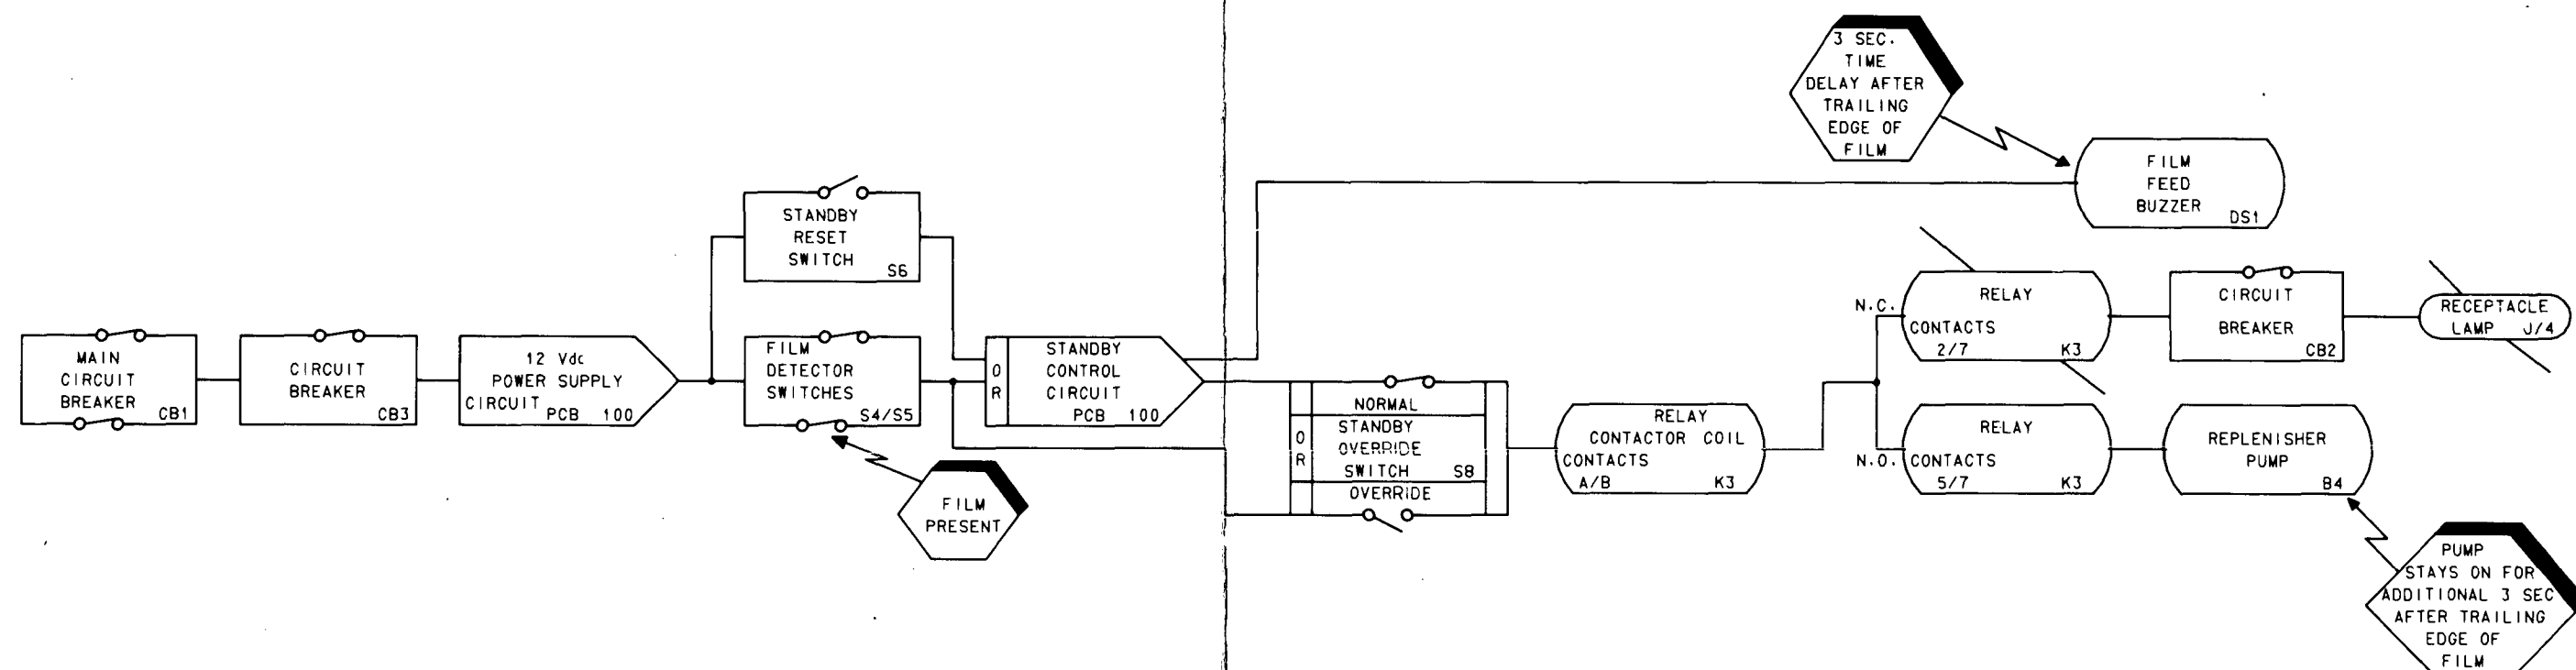 MAIN
CIRCUIT
BREAKER
CB1
CIRCUIT
BREAKER
CB3
12 Vdc
POWER SUPPLY
CIRCUIT
PCB 100
STANDBY
RESET
SWITCH
S6
FILM
DETECTOR
SWITCHES
S4/S5
FILM
PRESENT
O
R
STANDBY
CONTROL
CIRCUIT
PCB 100
NORMAL
O
R
STANDBY
OVERRIDE
SWITCH S8
OVERRIDE
RELAY
CONTACTOR COIL
CONTACTS
A/B K3
3 SEC.
TIME
DELAY AFTER
TRAILING
EDGE OF
FILM
FILM
FEED
BUZZER
DS1
N.C.
RELAY
CONTACTS
2/7 K3
CIRCUIT
BREAKER
CB2
RECEPTACLE
LAMP J/4
N.O.
RELAY
CONTACTS
5/7 K3
REPLENISHER
PUMP
B4
PUMP
STAYS ON FOR
ADDITIONAL 3 SEC
AFTER TRAILING
EDGE OF
FILM